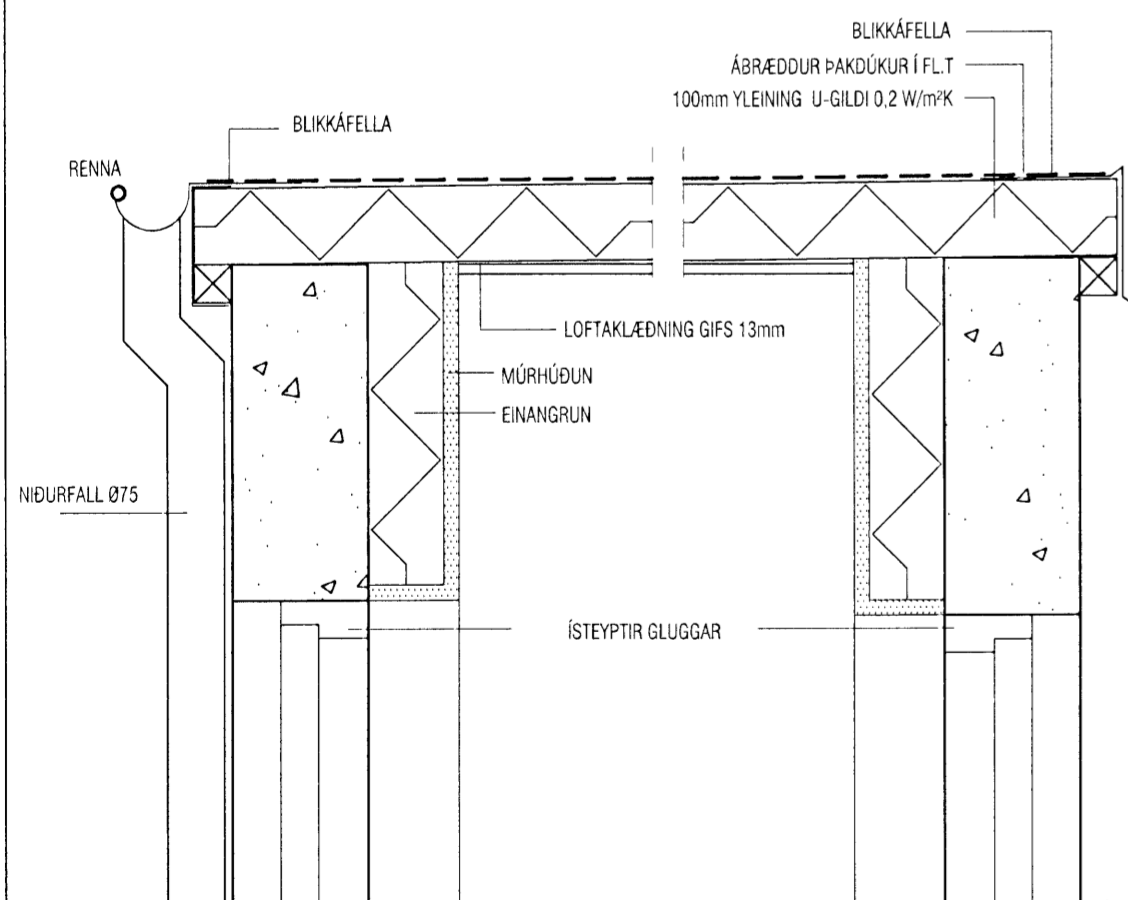 BLIKKÁFELLA
ÁBRÆDDUR ÞAKDÚKUR Í FL.T
100mm YLEINING U-GILDI 0,2 W/m²K
BLIKKÁFELLA
RENNA
LOFTAKLÆÐNING GIFS 13mm
MÚRHÚÐUN
EINANGRUN
NIÐURFALL Ø75
ÍSTEYPTIR GLUGGAR